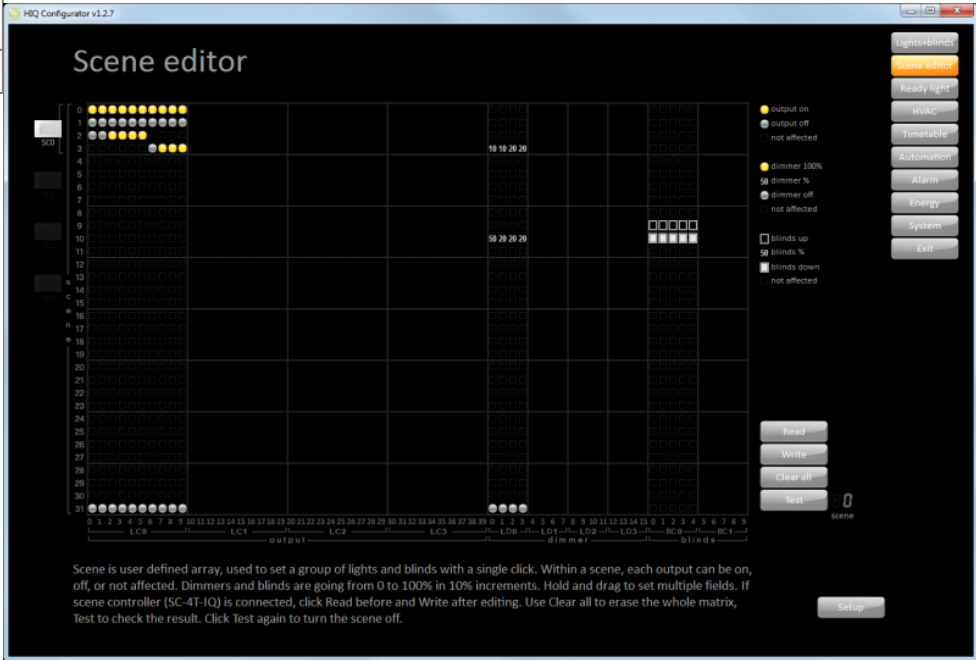 HIQ Configurator v1.2.7
Scene editor
Lights+blinds
Scene editor
Ready light
HVAC
Timetable
Automation
Alarm
Energy
System
Exit
SC0
scene
0
1
2
3
10 10 20 20
4
5
6
7
8
9
10
50 20 20 20
11
12
13
14
15
16
17
18
19
20
21
22
23
24
25
26
27
28
29
30
31
output on
output off
not affected
dimmer 100%
50 dimmer %
dimmer off
not affected
blinds up
50 blinds %
blinds down
not affected
Read
Write
Clear all
Test
0
scene
0 1 2 3 4 5 6 7 8 9 10 11 12 13 14 15 16 17 18 19 20 21 22 23 24 25 26 27 28 29 30 31 32 33 34 35 36 37 38 39 0 1 2 3 4 5 6 7 8 9 10 11 12 13 14 15 0 1 2 3 4 5 6 7 8 9
LC0 LC1 LC2 LC3 LD0 LD1 LD2 LD3 BC0 BC1
output dimmer blinds
Scene is user defined array, used to set a group of lights and blinds with a single click. Within a scene, each output can be on,
off, or not affected. Dimmers and blinds are going from 0 to 100% in 10% increments. Hold and drag to set multiple fields. If
scene controller (SC-4T-IQ) is connected, click Read before and Write after editing. Use Clear all to erase the whole matrix,
Test to check the result. Click Test again to turn the scene off.
Setup